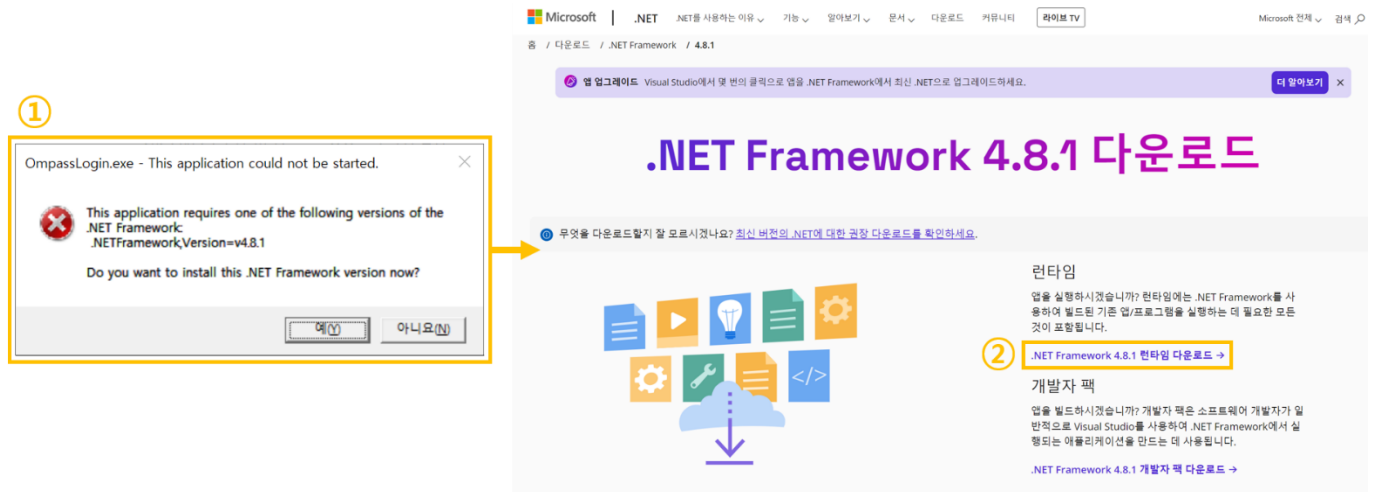 ①
OmpassLogin.exe - This application could not be started.
This application requires one of the following versions of the
.NET Framework:
.NETFramework,Version=v4.8.1
Do you want to install this .NET Framework version now?
예(Y)
아니요(N)
Microsoft
.NET
.NET를 사용하는 이유
기능
알아보기
문서
다운로드
커뮤니티
라이브 TV
Microsoft 전체
검색
홈 / 다운로드 / .NET Framework / 4.8.1
앱 업그레이드 Visual Studio에서 몇 번의 클릭으로 앱을 .NET Framework에서 최신 .NET으로 업그레이드하세요.
더 알아보기
.NET Framework 4.8.1 다운로드
무엇을 다운로드할지 잘 모르시겠나요? 최신 버전의 .NET에 대한 권장 다운로드를 확인하세요.
</>
런타임
앱을 실행하시겠습니까? 런타임에는 .NET Framework를 사
용하여 빌드된 기존 앱/프로그램을 실행하는 데 필요한 모든
것이 포함됩니다.
②
.NET Framework 4.8.1 런타임 다운로드 →
개발자 팩
앱을 빌드하시겠습니까? 개발자 팩은 소프트웨어 개발자가 일
반적으로 Visual Studio를 사용하여 .NET Framework에서 실
행되는 애플리케이션을 만드는 데 사용됩니다.
.NET Framework 4.8.1 개발자 팩 다운로드 →